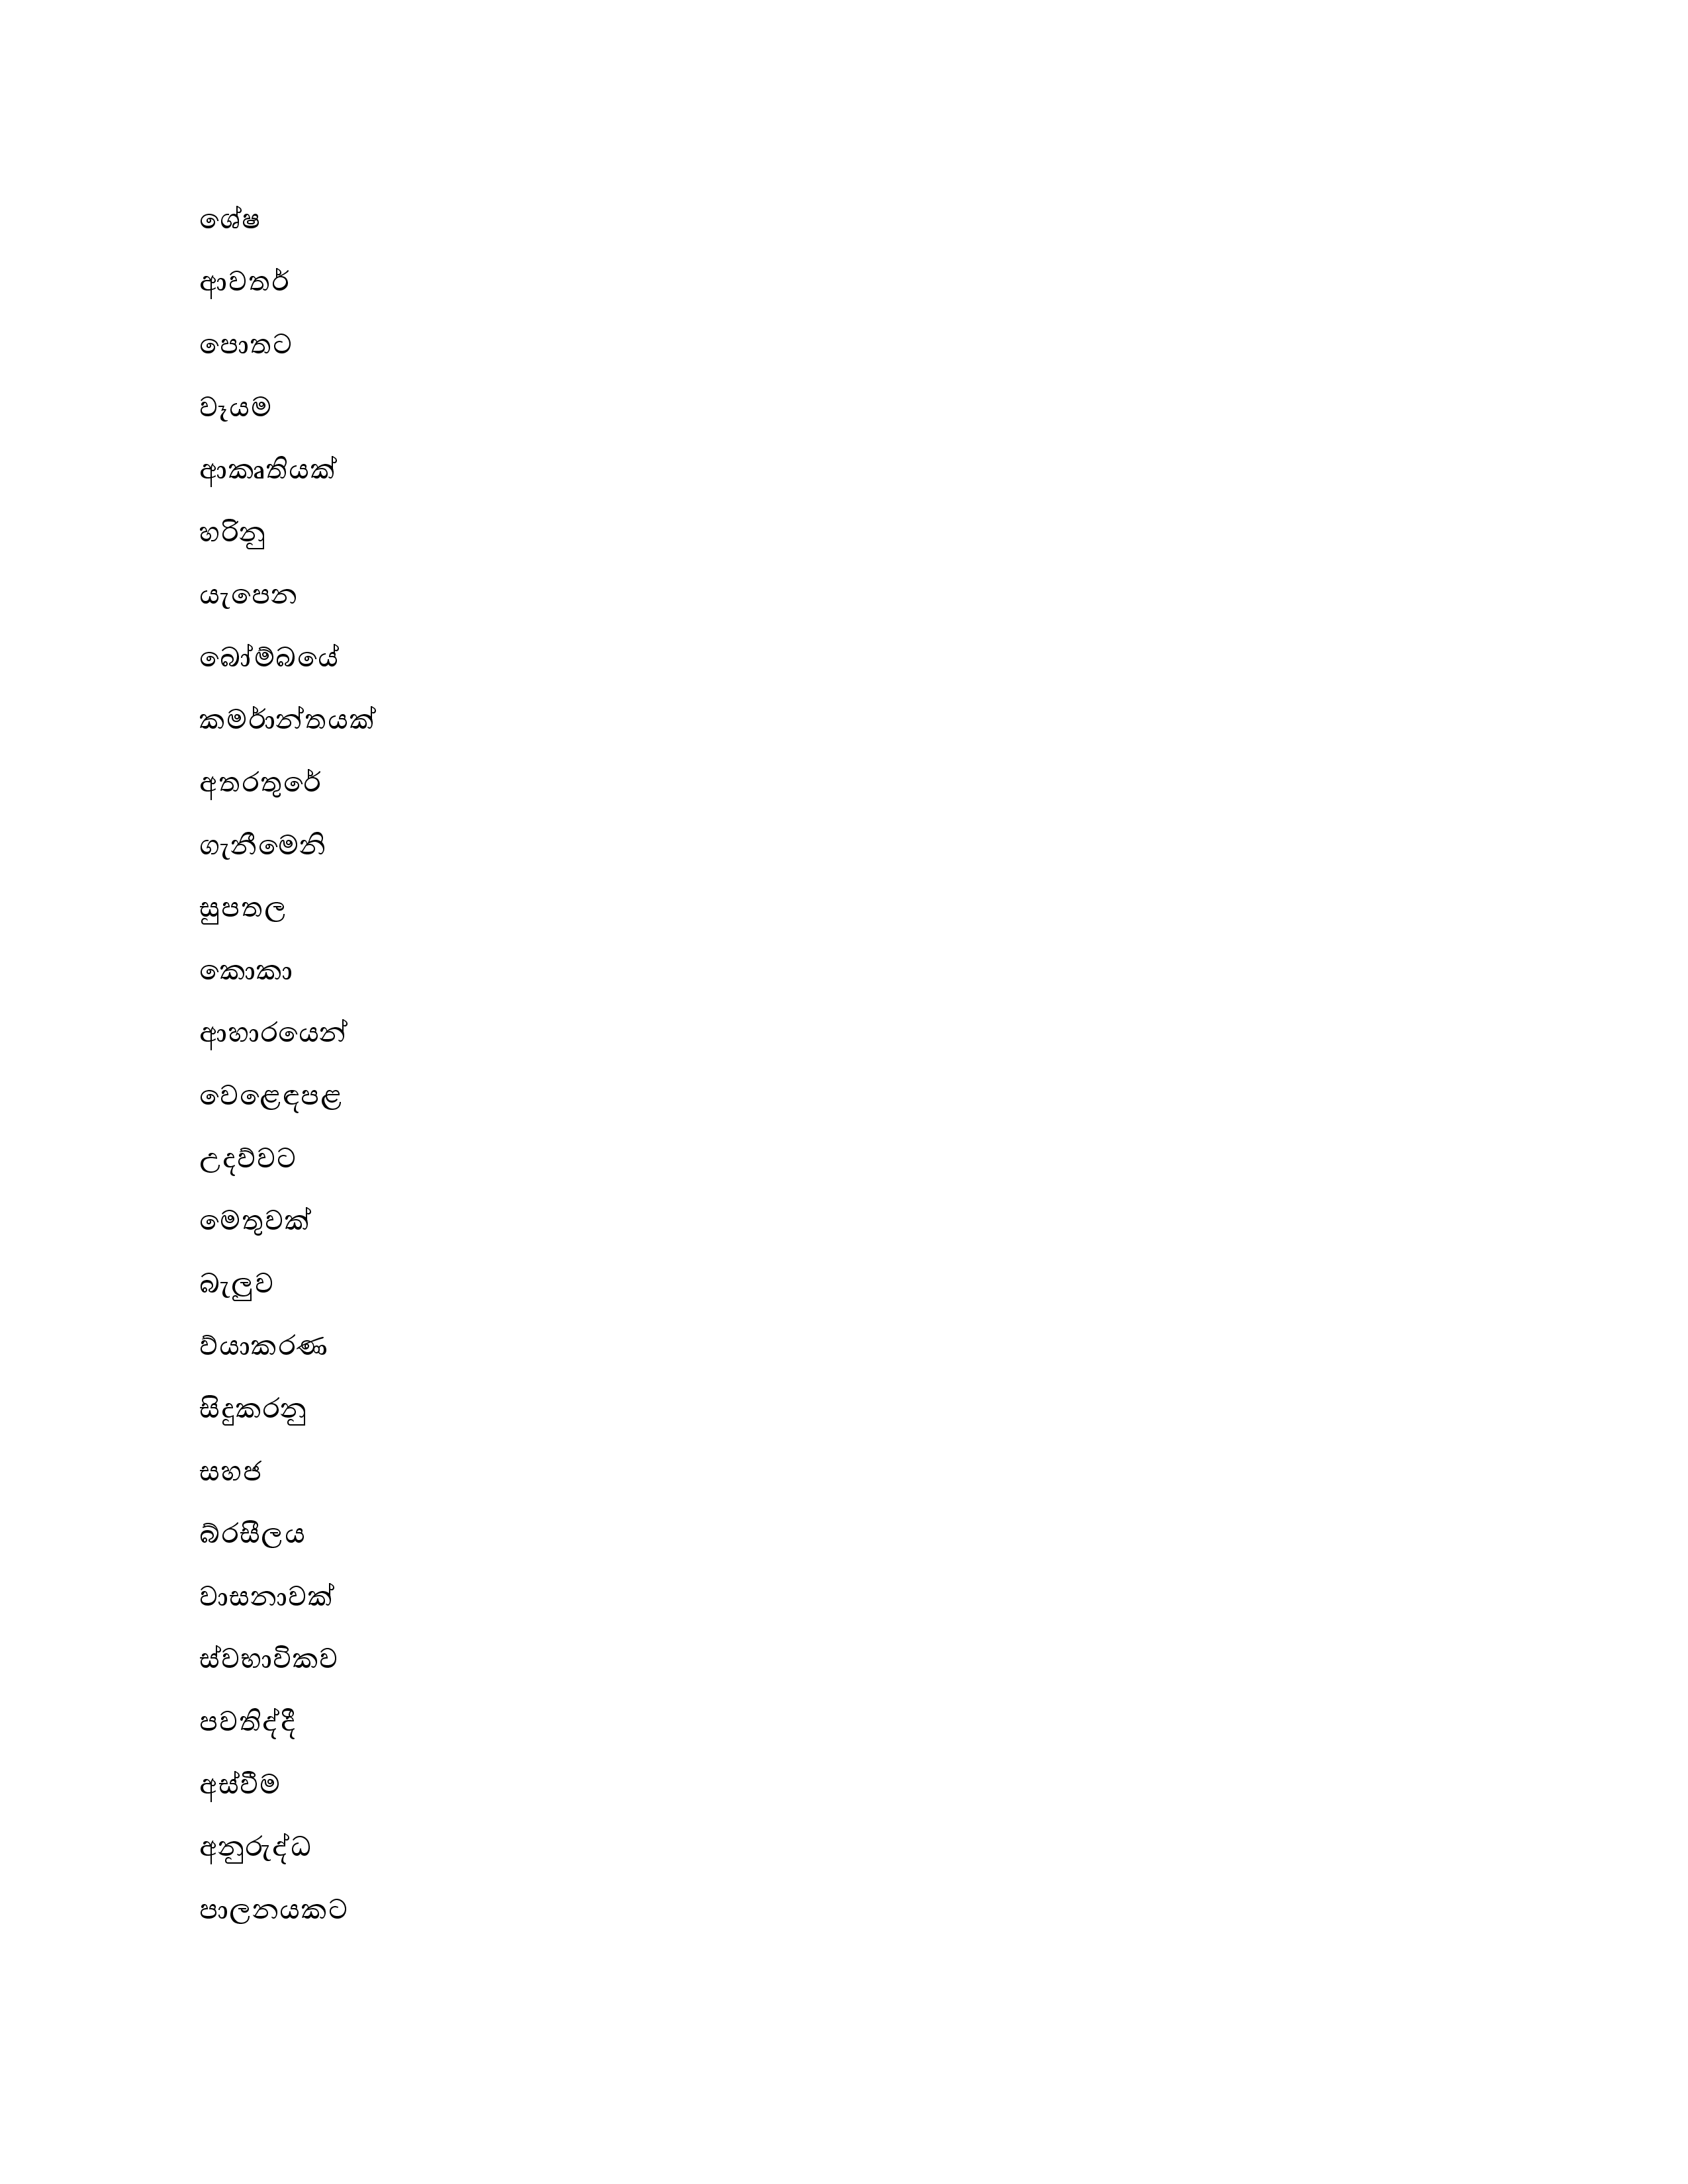 ශේෂ
ආවතර්
පොතට
වෑයම
ආකෘතියක්
හරිනු
යැපෙන
බෝම්බයේ
කමර්ාන්තයක්
අතරතුරේ
ගැනීමෙනි
සුපතල
කොකා
ආහාරයෙන්
වෙළෙඳපළ
උදව්වට
මෙතුවක්
බැලුව
ව්යාකරණ
සිදුකරනු
සහජ
බ්රසීලය
වාසනාවක්
ස්වභාවිකව
පවතිද්දී
අස්වීම
අනුරුද්ධ
පාලනයකට